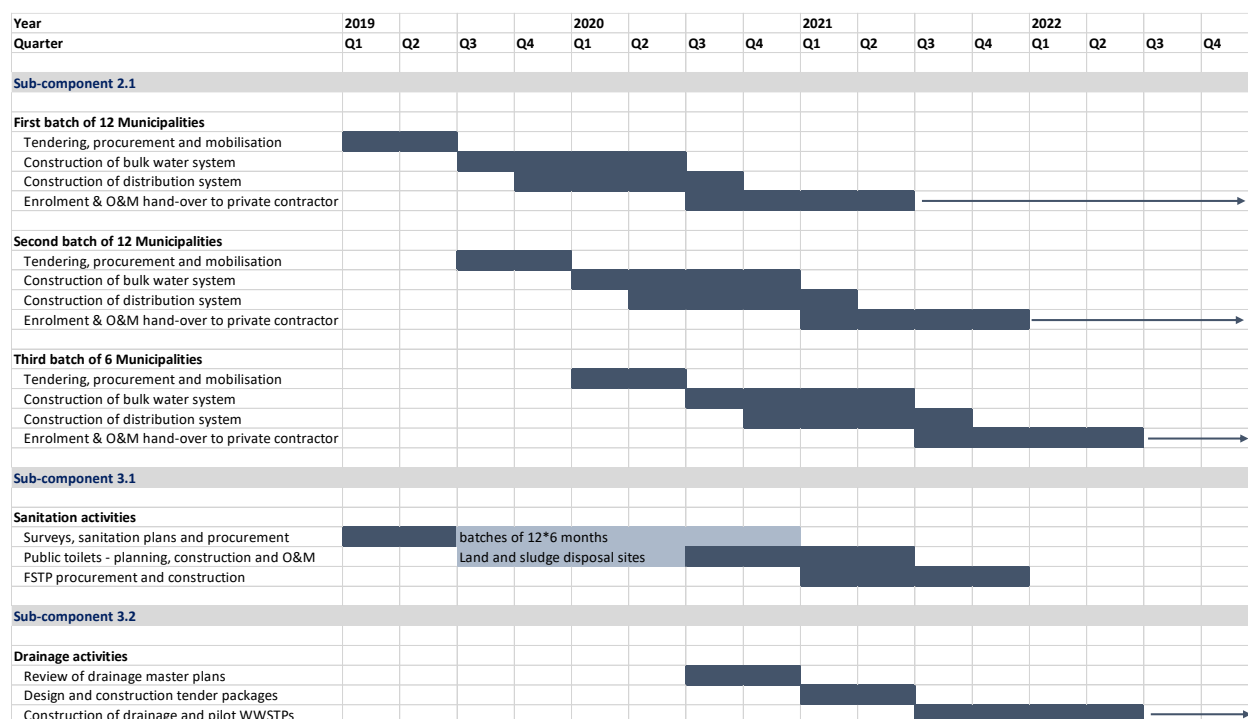 Year 2019 2020 2021 2022
Quarter Q1 Q2 Q3 Q4 Q1 Q2 Q3 Q4 Q1 Q2 Q3 Q4 Q1 Q2 Q3 Q4
Sub-component 2.1
First batch of 12 Municipalities
Tendering, procurement and mobilisation
Construction of bulk water system
Construction of distribution system
Enrolment & O&M hand-over to private contractor
Second batch of 12 Municipalities
Tendering, procurement and mobilisation
Construction of bulk water system
Construction of distribution system
Enrolment & O&M hand-over to private contractor
Third batch of 6 Municipalities
Tendering, procurement and mobilisation
Construction of bulk water system
Construction of distribution system
Enrolment & O&M hand-over to private contractor
Sub-component 3.1
Sanitation activities
Surveys, sanitation plans and procurement batches of 12*6 months
Public toilets - planning, construction and O&M Land and sludge disposal sites
FSTP procurement and construction
Sub-component 3.2
Drainage activities
Review of drainage master plans
Design and construction tender packages
Construction of drainage and pilot WWSTPs